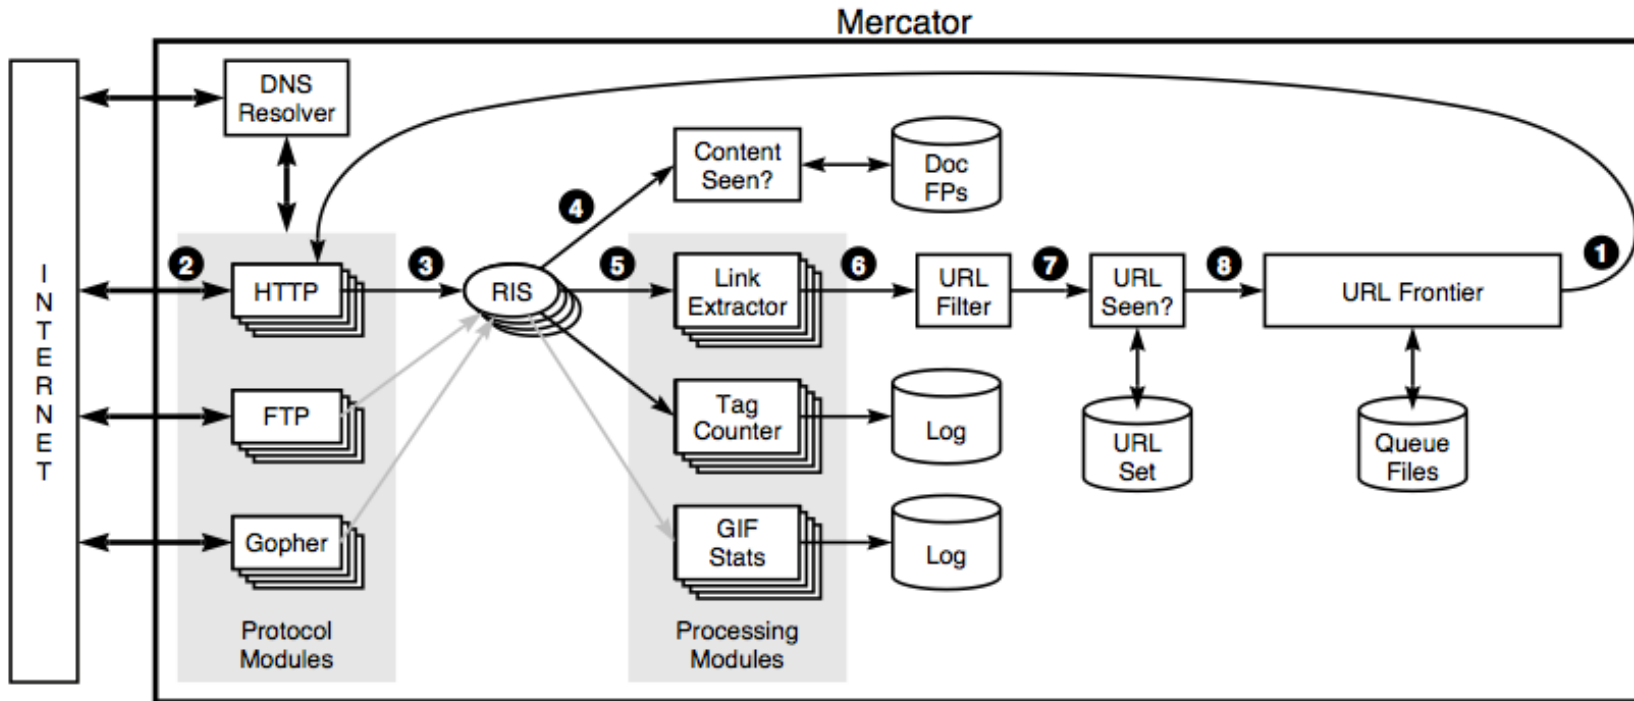 Mercator
INTERNET
DNS
Resolver
Content
Seen?
Doc
FPs
4
1
2
HTTP
3
RIS
5
Link
Extractor
6
URL
Filter
7
URL
Seen?
8
URL Frontier
FTP
Tag
Counter
Log
URL
Set
Queue
Files
Gopher
GIF
Stats
Log
Protocol
Modules
Processing
Modules